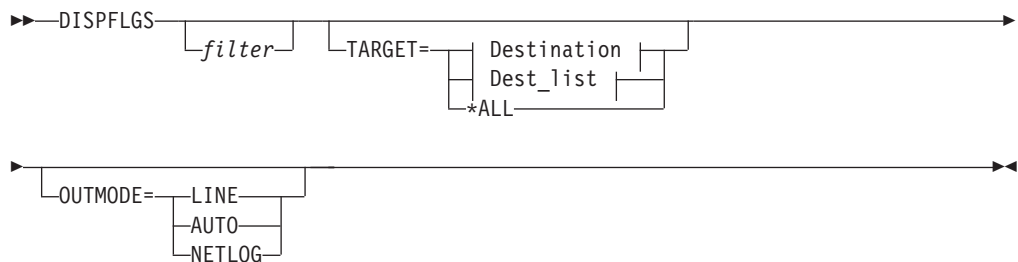 DISPFLGS
filter
TARGET=
Destination
Dest_list
*ALL
OUTMODE=
LINE
AUTO
NETLOG